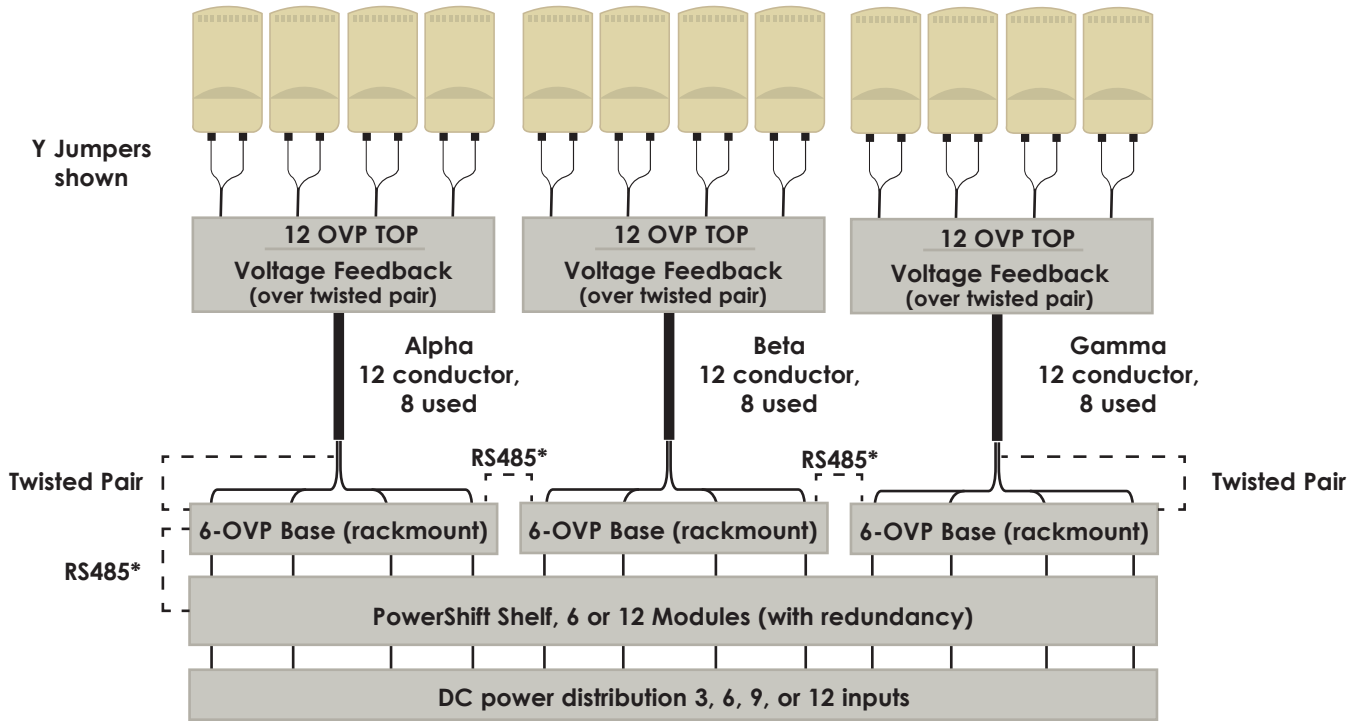 Y Jumpers
shown
12 OVP TOP
Voltage Feedback
(over twisted pair)
12 OVP TOP
Voltage Feedback
(over twisted pair)
12 OVP TOP
Voltage Feedback
(over twisted pair)
Alpha
12 conductor,
8 used
Beta
12 conductor,
8 used
Gamma
12 conductor,
8 used
Twisted Pair
RS485*
RS485*
Twisted Pair
6-OVP Base (rackmount)
6-OVP Base (rackmount)
6-OVP Base (rackmount)
RS485*
PowerShift Shelf, 6 or 12 Modules (with redundancy)
DC power distribution 3, 6, 9, or 12 inputs